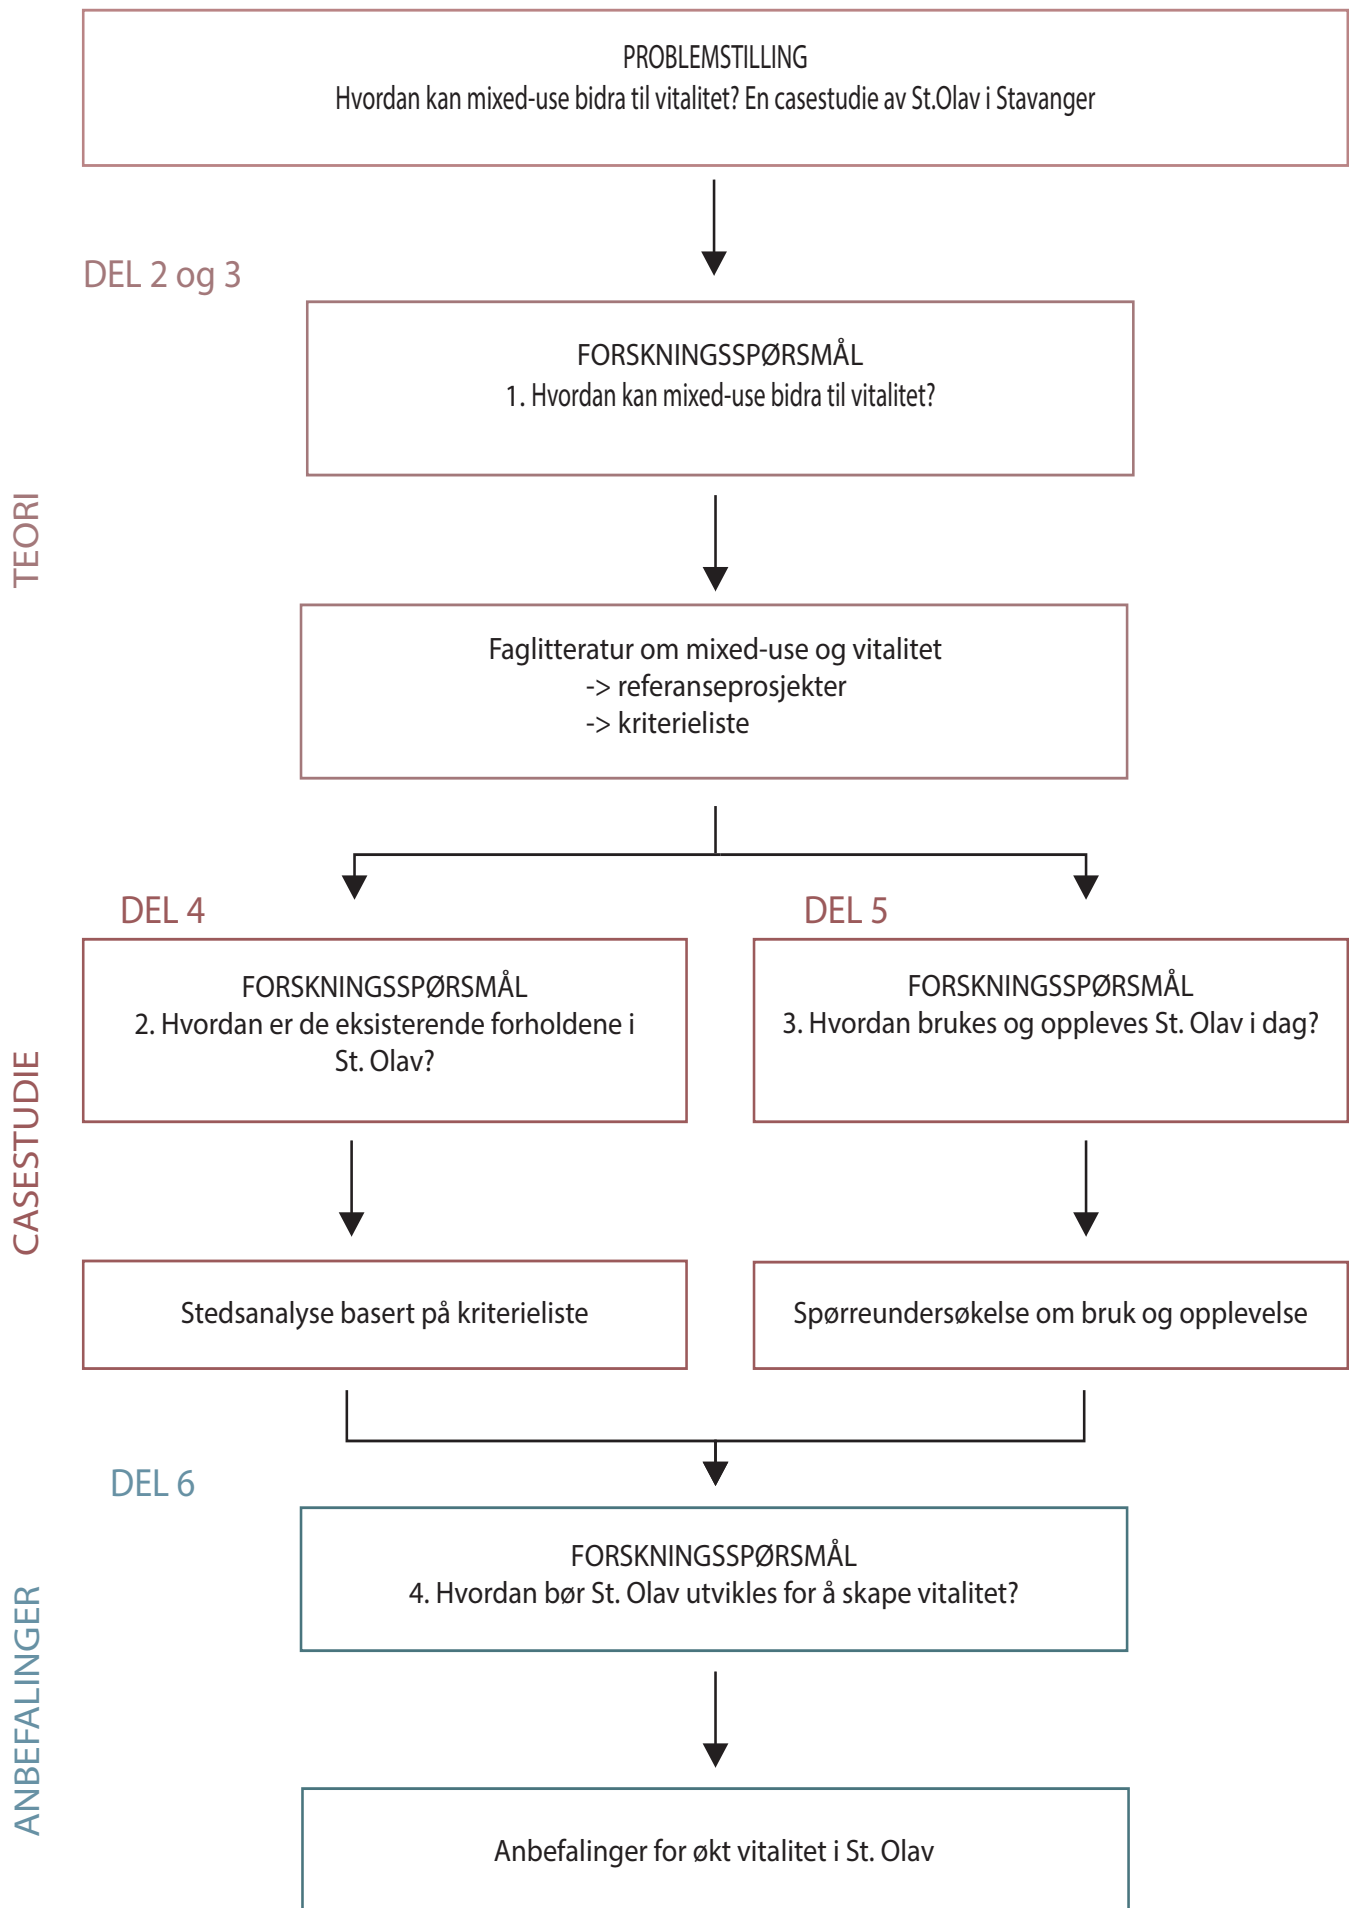 PROBLEMSTILLING
Hvordan kan mixed-use bidra til vitalitet? En casestudie av St.Olav i Stavanger
DEL 2 og 3
FORSKNINGSSPØRSMÅL
1. Hvordan kan mixed-use bidra til vitalitet?
TEORI
Faglitteratur om mixed-use og vitalitet
-> referanseprosjekter
-> kriterieliste
DEL 4
FORSKNINGSSPØRSMÅL
2. Hvordan er de eksisterende forholdene i
St. Olav?
DEL 5
FORSKNINGSSPØRSMÅL
3. Hvordan brukes og oppleves St. Olav i dag?
CASESTUDIE
Stedsanalyse basert på kriterieliste
Spørreundersøkelse om bruk og opplevelse
DEL 6
FORSKNINGSSPØRSMÅL
4. Hvordan bør St. Olav utvikles for å skape vitalitet?
ANBEFALINGER
Anbefalinger for økt vitalitet i St. Olav